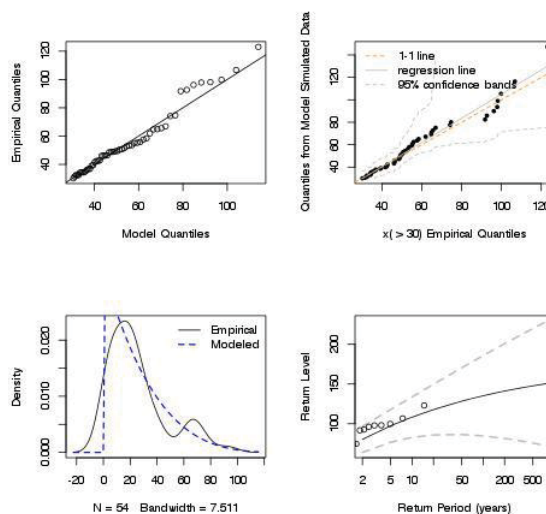 Empirical Quantiles
120
100
80
60
40
40 60 80 100
Model Quantiles
Quantiles from Model Simulated Data
120
100
80
60
40
1-1 line
regression line
95% confidence bands
40 60 80 100 120
x( > 30) Empirical Quantiles
Density
0.020
0.010
0.000
Empirical
Modeled
-20 0 20 40 60 80 100
N = 54 Bandwidth = 7.511
Return Level
200
150
100
50
2 5 10 50 200 500
Return Period (years)